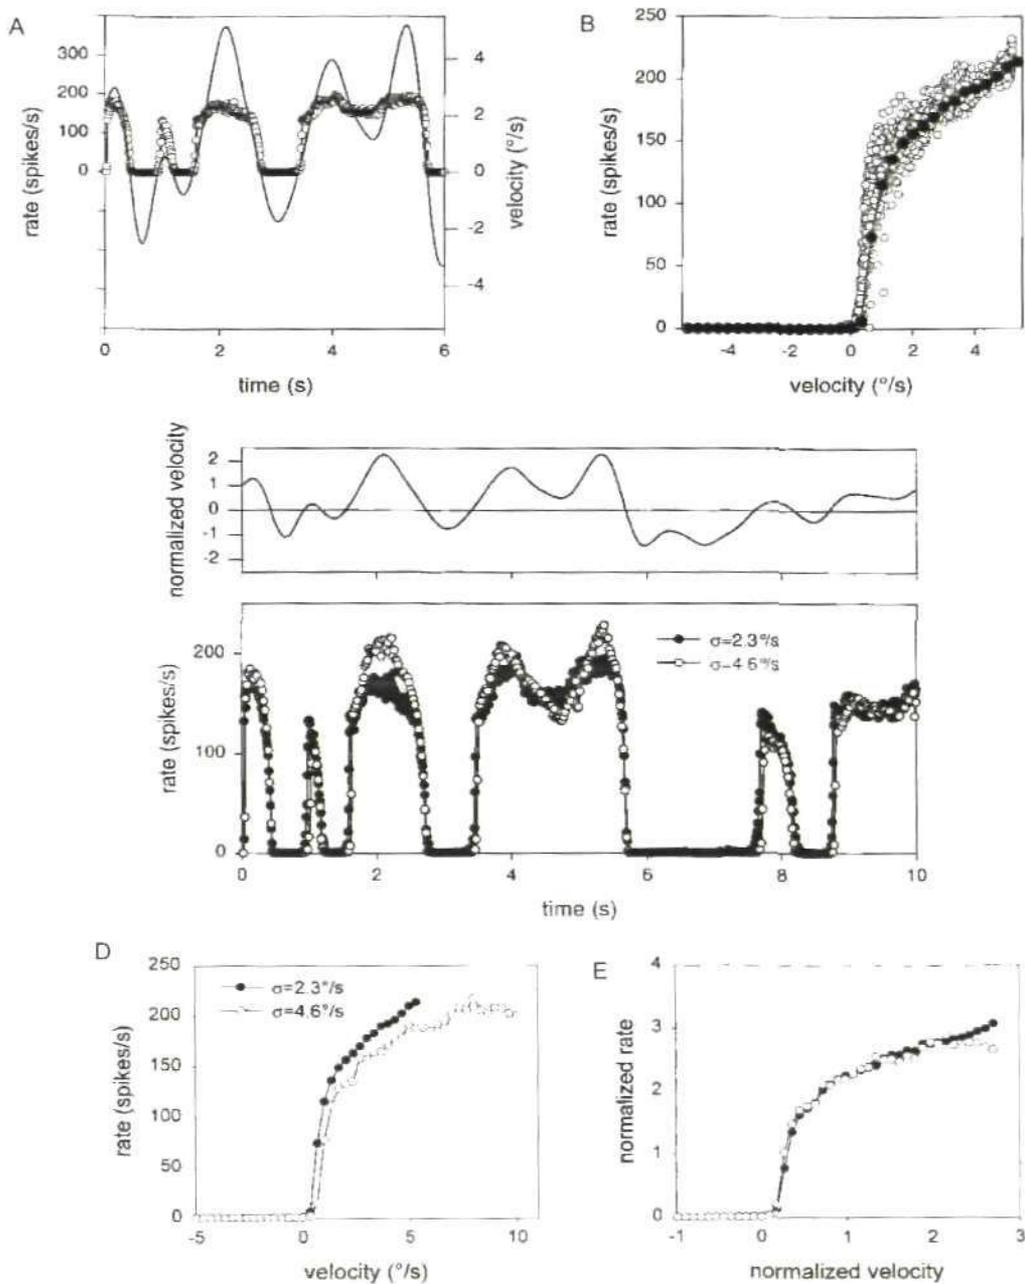 A
300
200
100
0
rate (spikes/s)
4
2
0
-2
-4
velocity (°/s)
0 2 4 6
time (s)
B
250
200
150
100
50
0
rate (spikes/s)
-4 -2 0 2 4
velocity (°/s)
normalized velocity
2
1
0
-1
-2
rate (spikes/s)
200
100
0
σ=2.3°/s
σ=4.6°/s
0 2 4 6 8 10
time (s)
D
250
200
150
100
50
0
rate (spikes/s)
σ=2.3°/s
σ=4.6°/s
-5 0 5 10
velocity (°/s)
E
4
3
2
1
0
normalized rate
-1 0 1 2 3
normalized velocity